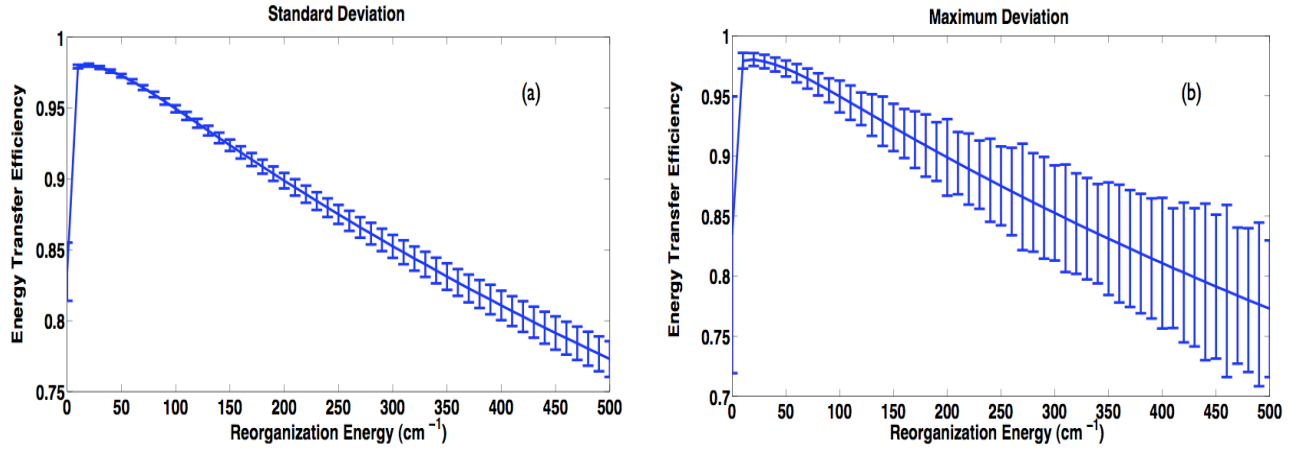 Standard Deviation
(a)
Energy Transfer Efficiency
1
0.95
0.9
0.85
0.8
0.75
0 50 100 150 200 250 300 350 400 450 500
Reorganization Energy (cm ⁻¹)
Maximum Deviation
(b)
Energy Transfer Efficiency
1
0.95
0.9
0.85
0.8
0.75
0.7
0 50 100 150 200 250 300 350 400 450 500
Reorganization Energy (cm ⁻¹)